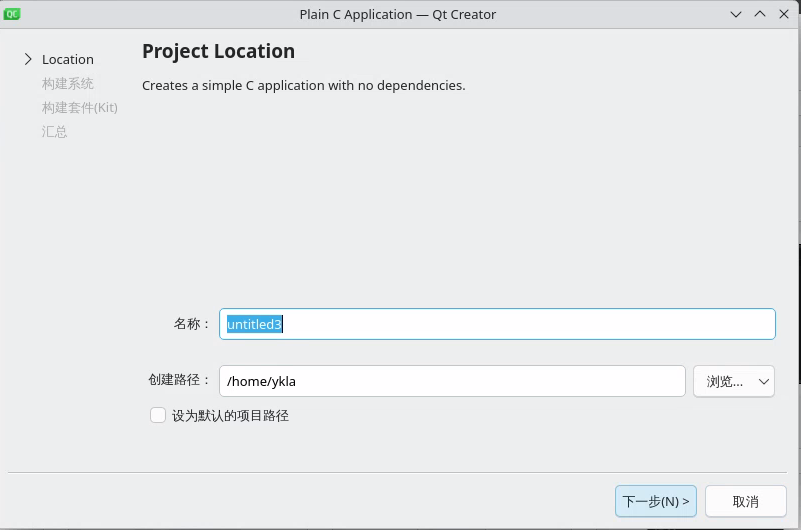 QC
Plain C Application — Qt Creator
Location
构建系统
构建套件(Kit)
汇总
Project Location
Creates a simple C application with no dependencies.
名称：
untitled3
创建路径：
/home/ykla
浏览...
设为默认的项目路径
下一步(N) >
取消